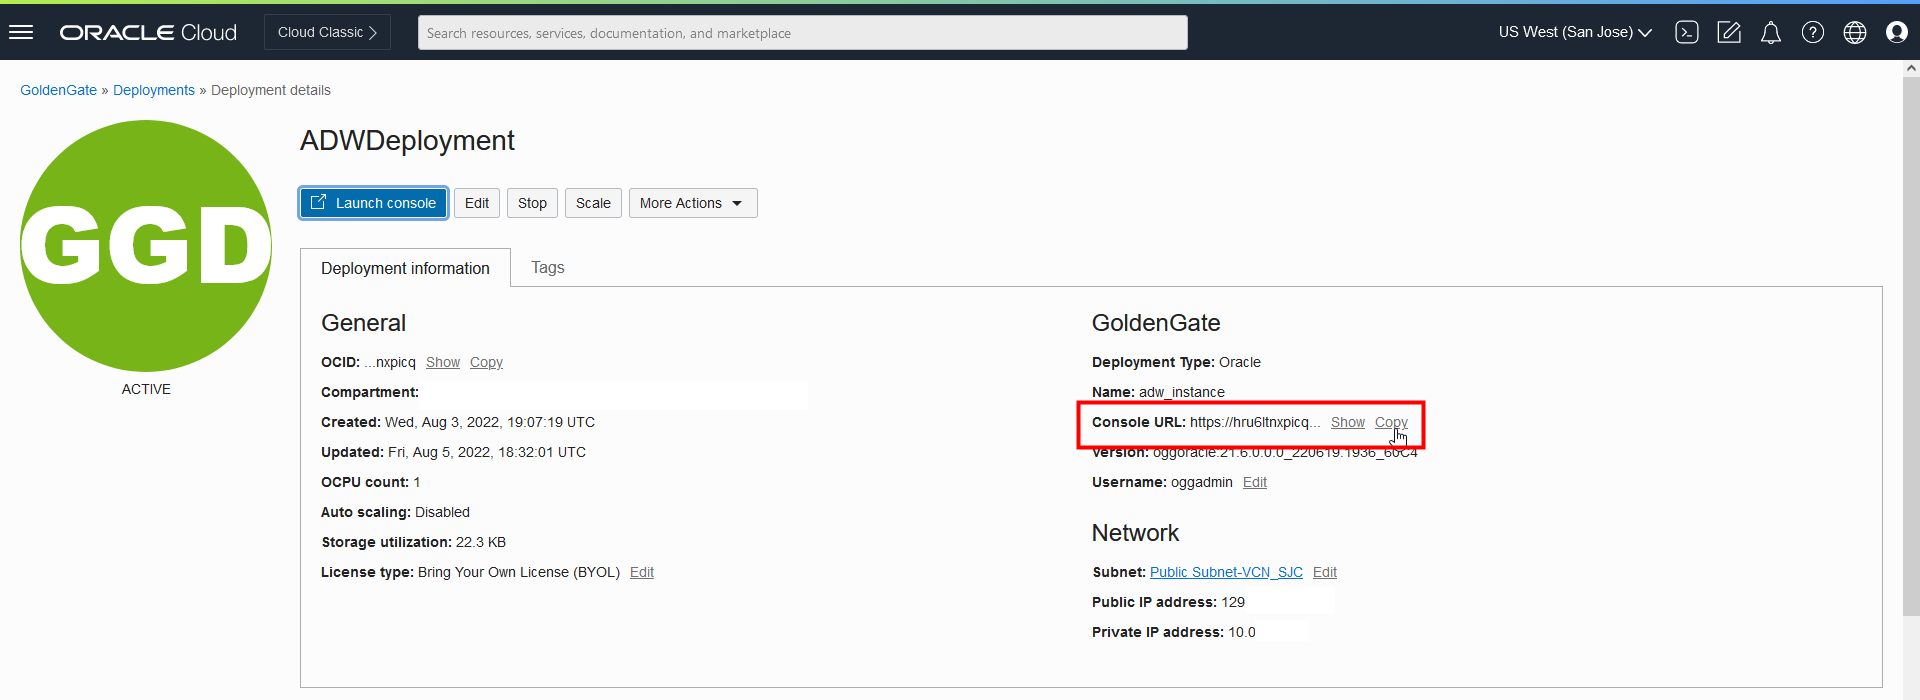 ORACLE Cloud
Cloud Classic
Search resources, services, documentation, and marketplace
US West (San Jose)
GoldenGate » Deployments » Deployment details
GGD
ACTIVE
ADWDeployment
Launch console
Edit
Stop
Scale
More Actions
Deployment information
Tags
General
OCID: ...nxpicq Show Copy
Compartment:
Created: Wed, Aug 3, 2022, 19:07:19 UTC
Updated: Fri, Aug 5, 2022, 18:32:01 UTC
OCPU count: 1
Auto scaling: Disabled
Storage utilization: 22.3 KB
License type: Bring Your Own License (BYOL) Edit
GoldenGate
Deployment Type: Oracle
Name: adw_instance
Console URL: https://hru6ltnxpicq... Show Copy
Version: oggoracle:21.6.0.0.0_220619.1936_60C4
Username: oggadmin Edit
Network
Subnet: Public Subnet-VCN_SJC Edit
Public IP address: 129
Private IP address: 10.0